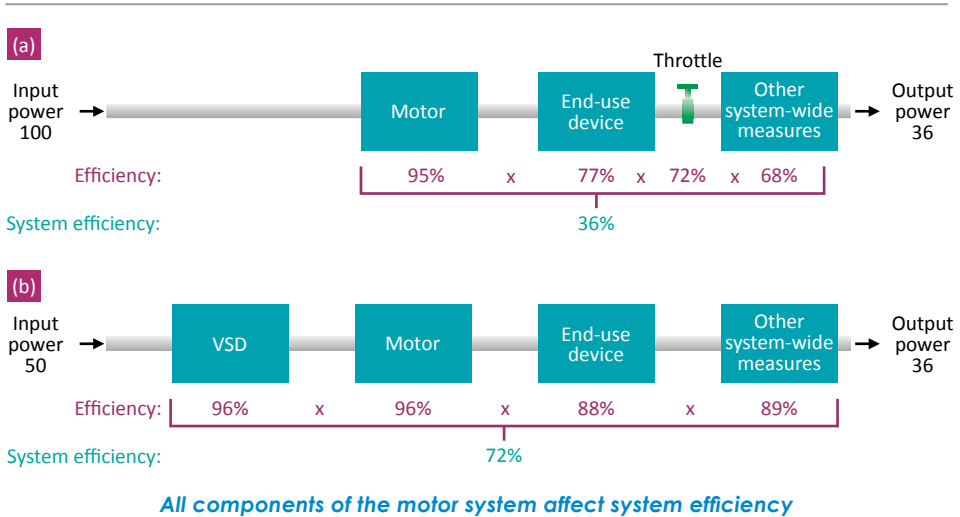 (a)
Throttle
Input
power
100
Motor
End-use
device
Other
system-wide
measures
Output
power
36
Efficiency:
95% x 77% x 72% x 68%
System efficiency:
36%
(b)
Input
power
50
VSD
Motor
End-use
device
Other
system-wide
measures
Output
power
36
Efficiency:
96% x 96% x 88% x 89%
System efficiency:
72%
All components of the motor system affect system efficiency